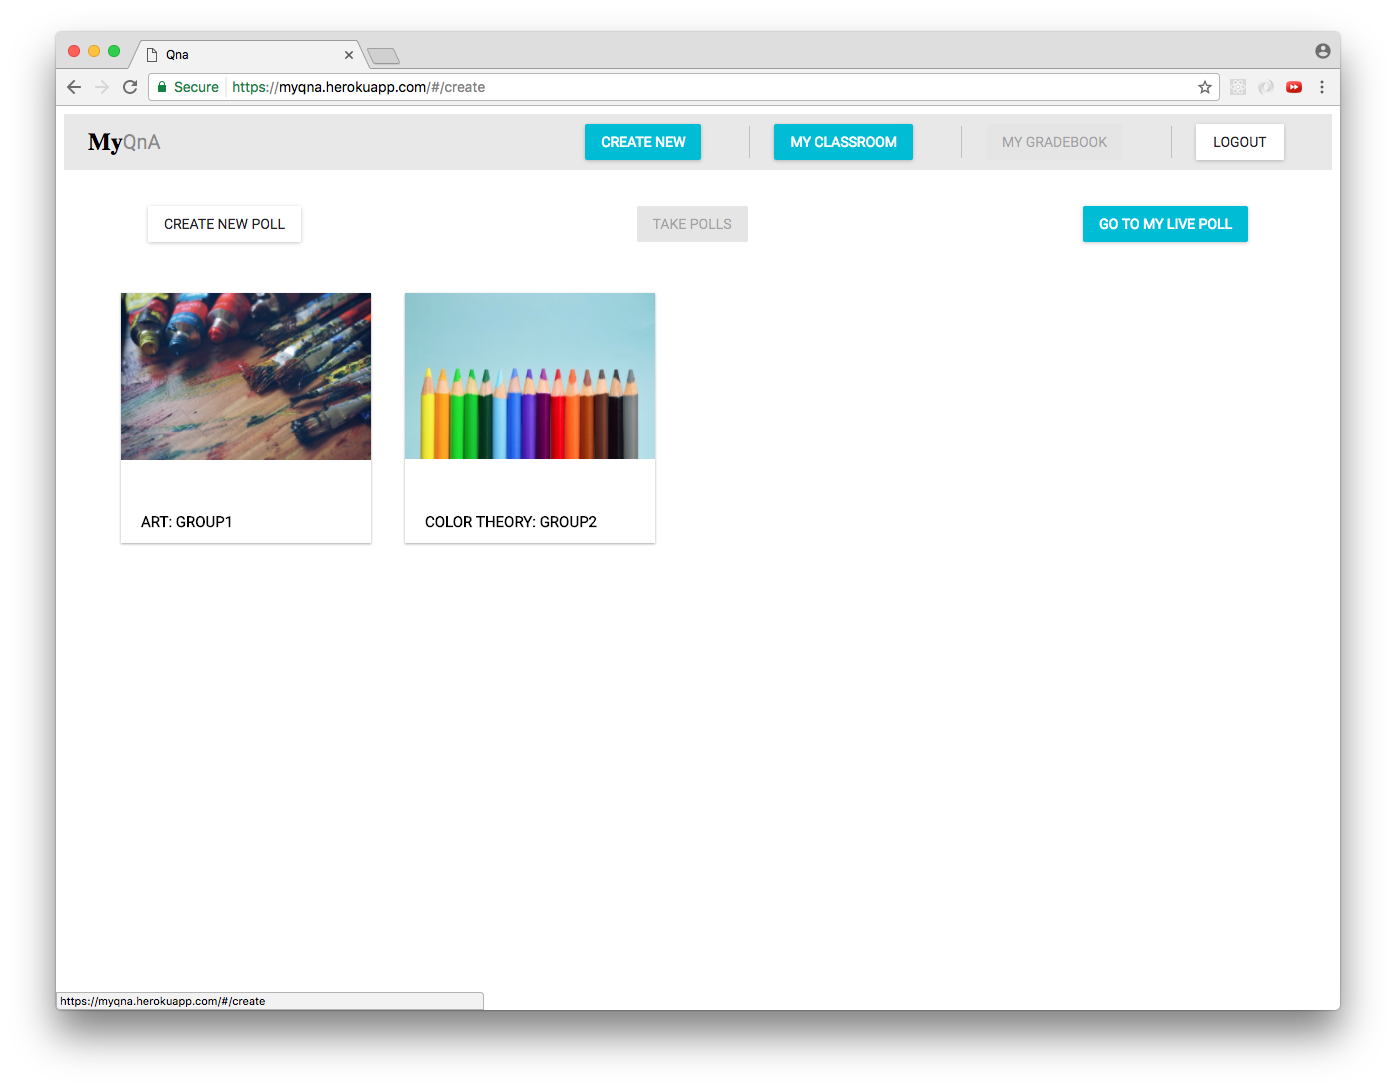 Qna
Secure https://myqna.herokuapp.com/#/create
MyQnA CREATE NEW MY CLASSROOM MY GRADEBOOK LOGOUT
CREATE NEW POLL TAKE POLLS GO TO MY LIVE POLL
ART: GROUP1 COLOR THEORY: GROUP2
https://myqna.herokuapp.com/#/create